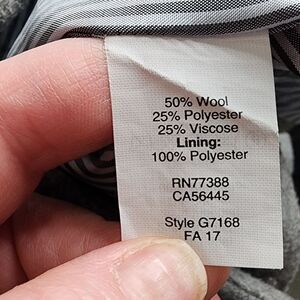 50% Wool
25% Polyester
25% Viscose
Lining:
100% Polyester
RN77388
CA56445
Style G7168
FA 17